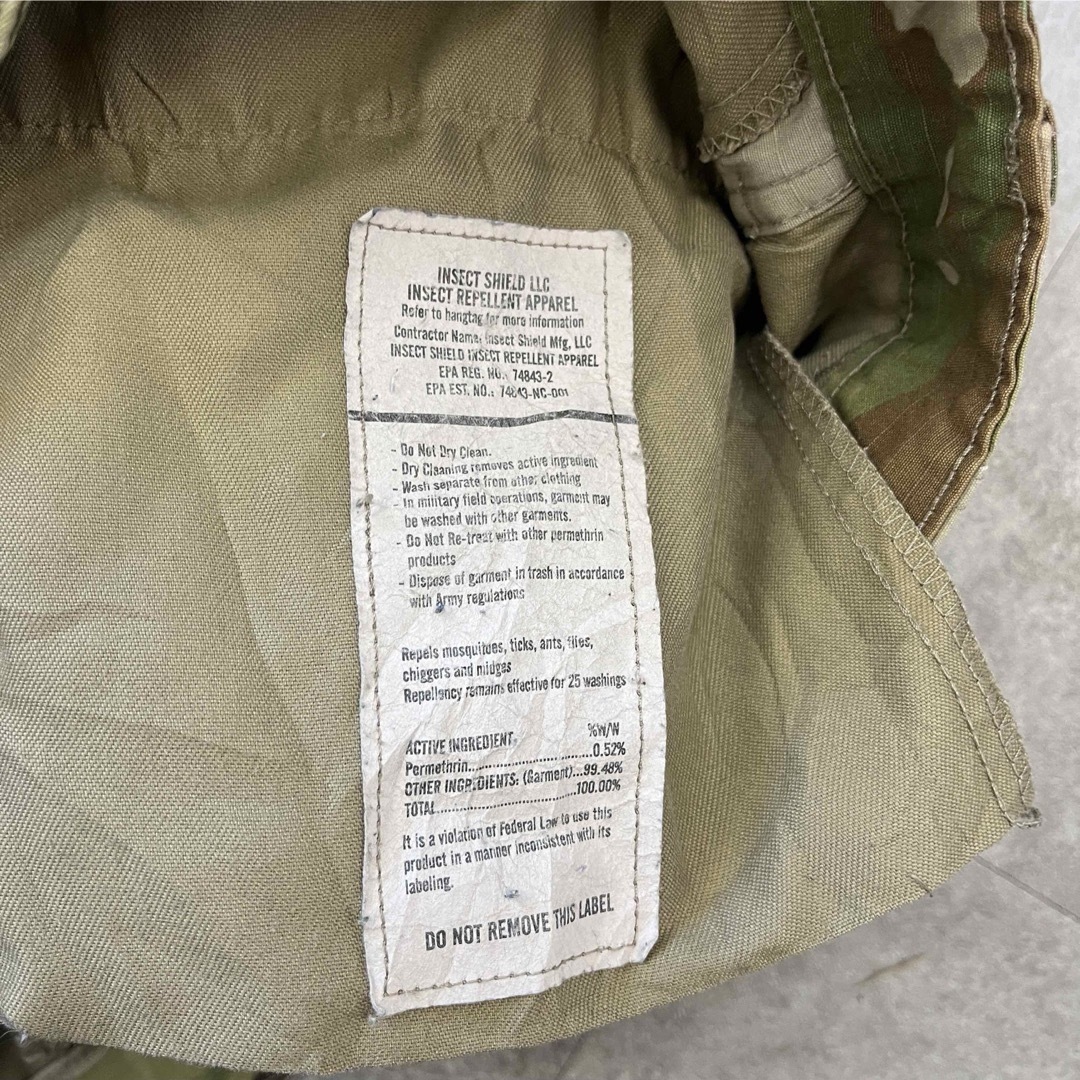 INSECT SHIELD LLC
INSECT REPELLENT APPAREL
Refer to hangtag for more information
Contractor Name: Insect Shield Mfg. LLC
INSECT SHIELD INSECT REPELLENT APPAREL
EPA REG. NO.: 74843-2
EPA EST. NO.: 74843-NC-001
- Do Not Dry Clean.
- Dry Cleaning removes active ingredient
- Wash separate from other clothing
- In military field operations, garment may
be washed with other garments.
- Do Not Re-treat with other permethrin
products
- Dispose of garment in trash in accordance
with Army regulations
Repels mosquitoes, ticks, ants, flies,
chiggers and midges
Repellency remains effective for 25 washings
ACTIVE INGREDIENT: %W/W
Permethrin..................0.52%
OTHER INGREDIENTS: (Garment)...99.48%
TOTAL........................100.00%
It is a violation of Federal Law to use this
product in a manner inconsistent with its
labeling.
DO NOT REMOVE THIS LABEL